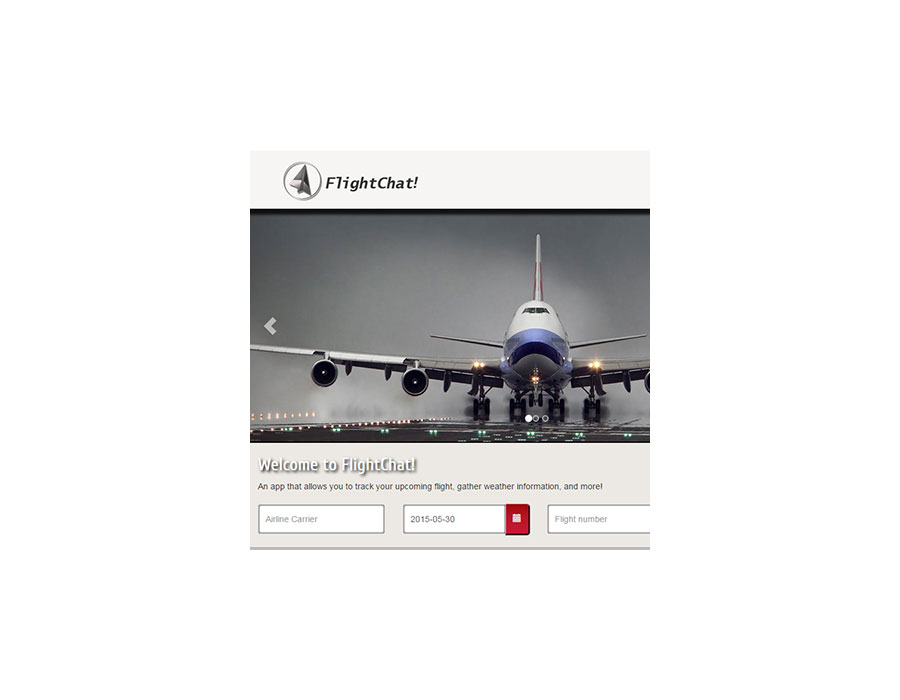 FlightChat!
Welcome to FlightChat!
An app that allows you to track your upcoming flight, gather weather information, and more!
Airline Carrier 2015-05-30 Flight number